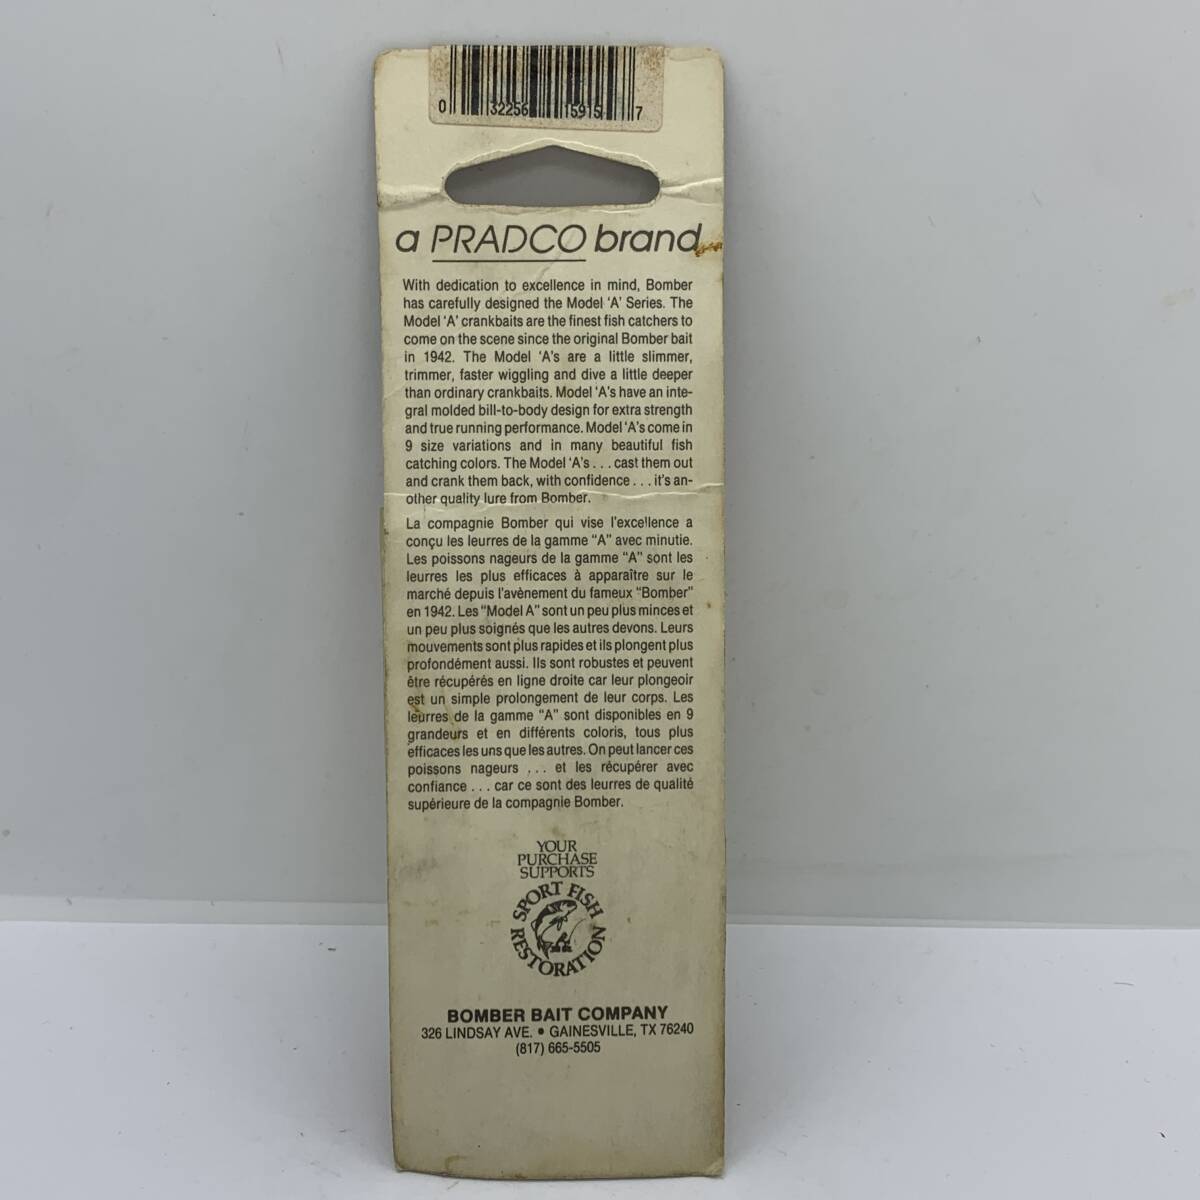 0 32256 15915 7
a PRADCO brand
With dedication to excellence in mind, Bomber
has carefully designed the Model ‘A’ Series. The
Model ‘A’ crankbaits are the finest fish catchers to
come on the scene since the original Bomber bait
in 1942. The Model ‘A’s are a little slimmer,
trimmer, faster wiggling and dive a little deeper
than ordinary crankbaits. Model ‘A’s have an inte-
gral molded bill-to-body design for extra strength
and true running performance. Model ‘A’s come in
9 size variations and in many beautiful fish
catching colors. The Model ‘A’s . . . cast them out
and crank them back, with confidence . . . it’s an-
other quality lure from Bomber.
La compagnie Bomber qui vise l’excellence a
conçu les leurres de la gamme “A” avec minutie.
Les poissons nageurs de la gamme “A” sont les
leurres les plus efficaces à apparaître sur le
marché depuis l’avènement du fameux “Bomber”
en 1942. Les “Model A” sont un peu plus minces et
un peu plus soignés que les autres devons. Leurs
mouvements sont plus rapides et ils plongent plus
profondément aussi. Ils sont robustes et peuvent
être récupérés en ligne droite car leur plongeoir
est un simple prolongement de leur corps. Les
leurres de la gamme “A” sont disponibles en 9
grandeurs et en différents coloris, tous plus
efficaces les uns que les autres. On peut lancer ces
poissons nageurs . . . et les récupérer avec
confiance . . . car ce sont des leurres de qualité
supérieure de la compagnie Bomber.
YOUR
PURCHASE
SUPPORTS
SPORT FISH
RESTORATION
BOMBER BAIT COMPANY
326 LINDSAY AVE. • GAINESVILLE, TX 76240
(817) 665-5505